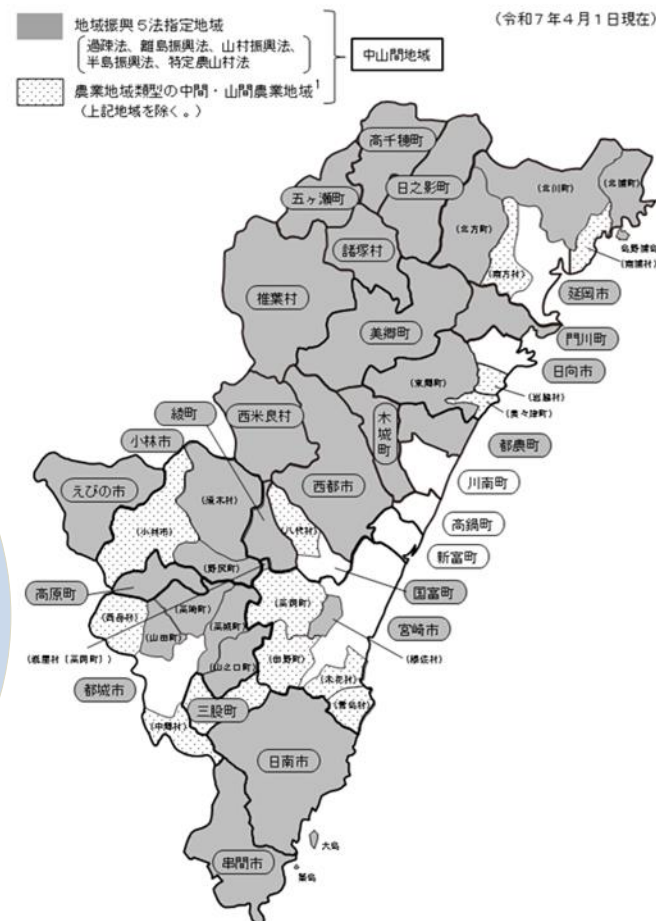 (令和7年4月1日現在)
地域振興5法指定地域
過疎法、離島振興法、山村振興法、
半島振興法、特定農山村法
中山間地域
農業地域類型の中間・山間農業地域1
(上記地域を除く。)
高千穂町
日之影町
五ヶ瀬町
諸塚村
椎葉村
美郷町
(北方町)
(北川町)
(北浦町)
(南方村)
島野浦島
(南浦村)
延岡市
門川町
日向市
(東郷町)
(岩脇村)
(美々津町)
西米良村
綾町
小林市
木城町
都農町
西都市
川南町
えびの市
(須木村)
(小林市)
(八代村)
高鍋町
新富町
(野尻町)
高原町
国富町
(高岡町)
宮崎市
(西岳村)
(高崎町)
(山田町)
(高城町)
(穆佐村)
(山之口町)
(田野町)
(木花村)
(青島村)
都城市
三股町
(中郷村)
日南市
串間市
大島
築島